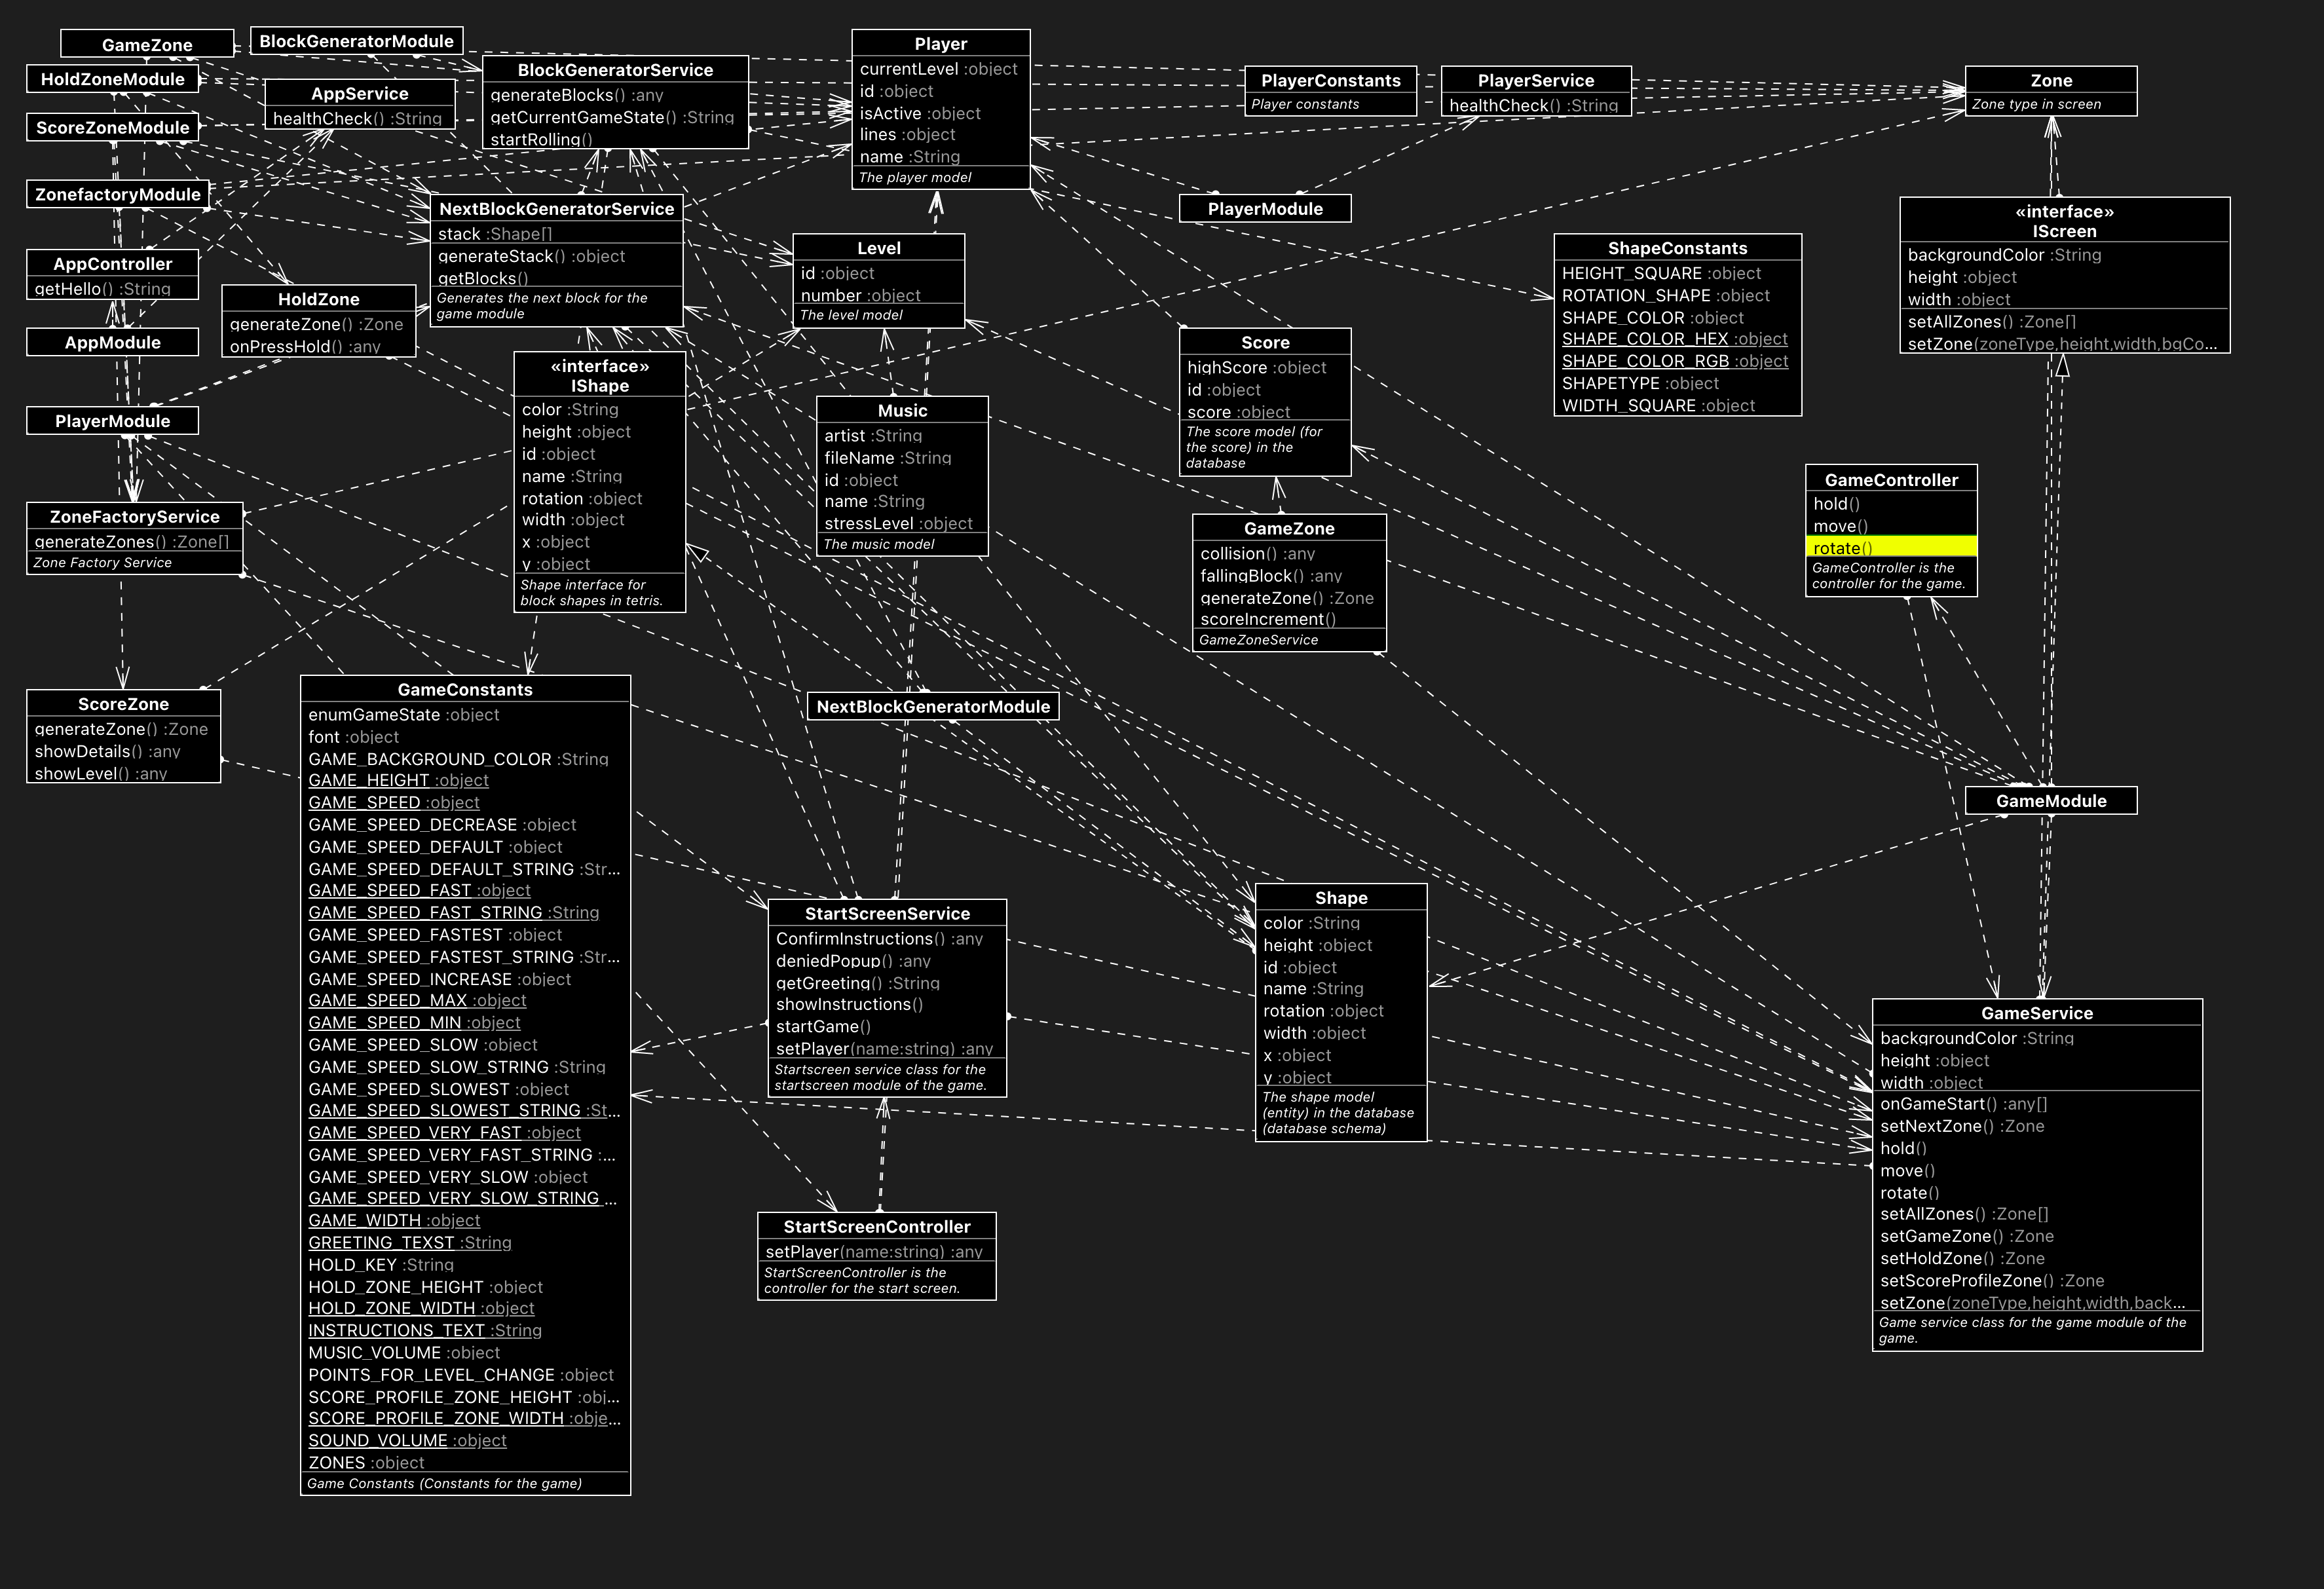 GameZone
BlockGeneratorModule
HoldZoneModule
ScoreZoneModule
ZonefactoryModule
AppService
healthCheck() :String
BlockGeneratorService
generateBlocks() :any
getCurrentGameState() :String
startRolling()
Player
currentLevel :object
id :object
isActive :object
lines :object
name :String
The player model
PlayerConstants
Player constants
PlayerService
healthCheck() :String
Zone
Zone type in screen
PlayerModule
AppController
getHello() :String
AppModule
PlayerModule
HoldZone
generateZone() :Zone
onPressHold() :any
NextBlockGeneratorService
stack :Shape[]
generateStack() :object
getBlocks()
Generates the next block for the
game module
Level
id :object
number :object
The level model
ShapeConstants
HEIGHT_SQUARE :object
ROTATION_SHAPE :object
SHAPE_COLOR :object
SHAPE_COLOR_HEX :object
SHAPE_COLOR_RGB :object
SHAPETYPE :object
WIDTH_SQUARE :object
«interface»
IScreen
backgroundColor :String
height :object
width :object
setAllZones() :Zone[]
setZone(zoneType,height,width,bgCo...
«interface»
IShape
color :String
height :object
id :object
name :String
rotation :object
width :object
x :object
y :object
Shape interface for
block shapes in tetris.
Music
artist :String
fileName :String
id :object
name :String
stressLevel :object
The music model
Score
highScore :object
id :object
score :object
The score model (for
the score) in the
database
GameZone
collision() :any
fallingBlock() :any
generateZone() :Zone
scoreIncrement()
GameZoneService
GameController
hold()
move()
rotate()
GameController is the
controller for the game.
ZoneFactoryService
generateZones() :Zone[]
Zone Factory Service
ScoreZone
generateZone() :Zone
showDetails() :any
showLevel() :any
GameConstants
enumGameState :object
font :object
GAME_BACKGROUND_COLOR :String
GAME_HEIGHT :object
GAME_SPEED :object
GAME_SPEED_DECREASE :object
GAME_SPEED_DEFAULT :object
GAME_SPEED_DEFAULT_STRING :Str...
GAME_SPEED_FAST :object
GAME_SPEED_FAST_STRING :String
GAME_SPEED_FASTEST :object
GAME_SPEED_FASTEST_STRING :Str...
GAME_SPEED_INCREASE :object
GAME_SPEED_MAX :object
GAME_SPEED_MIN :object
GAME_SPEED_SLOW :object
GAME_SPEED_SLOW_STRING :String
GAME_SPEED_SLOWEST :object
GAME_SPEED_SLOWEST_STRING :St...
GAME_SPEED_VERY_FAST :object
GAME_SPEED_VERY_FAST_STRING :...
GAME_SPEED_VERY_SLOW :object
GAME_SPEED_VERY_SLOW_STRING ...
GAME_WIDTH :object
GREETING_TEXST :String
HOLD_KEY :String
HOLD_ZONE_HEIGHT :object
HOLD_ZONE_WIDTH :object
INSTRUCTIONS_TEXT :String
MUSIC_VOLUME :object
POINTS_FOR_LEVEL_CHANGE :object
SCORE_PROFILE_ZONE_HEIGHT :obj...
SCORE_PROFILE_ZONE_WIDTH :obje...
SOUND_VOLUME :object
ZONES :object
Game Constants (Constants for the game)
NextBlockGeneratorModule
StartScreenService
ConfirmInstructions() :any
deniedPopup() :any
getGreeting() :String
showInstructions()
startGame()
setPlayer(name:string) :any
Startscreen service class for the
startscreen module of the game.
StartScreenController
setPlayer(name:string) :any
StartScreenController is the
controller for the start screen.
Shape
color :String
height :object
id :object
name :String
rotation :object
width :object
x :object
y :object
The shape model
(entity) in the database
(database schema)
GameModule
GameService
backgroundColor :String
height :object
width :object
onGameStart() :any[]
setNextZone() :Zone
hold()
move()
rotate()
setAllZones() :Zone[]
setGameZone() :Zone
setHoldZone() :Zone
setScoreProfileZone() :Zone
setZone(zoneType,height,width,back...
Game service class for the game module of the
game.